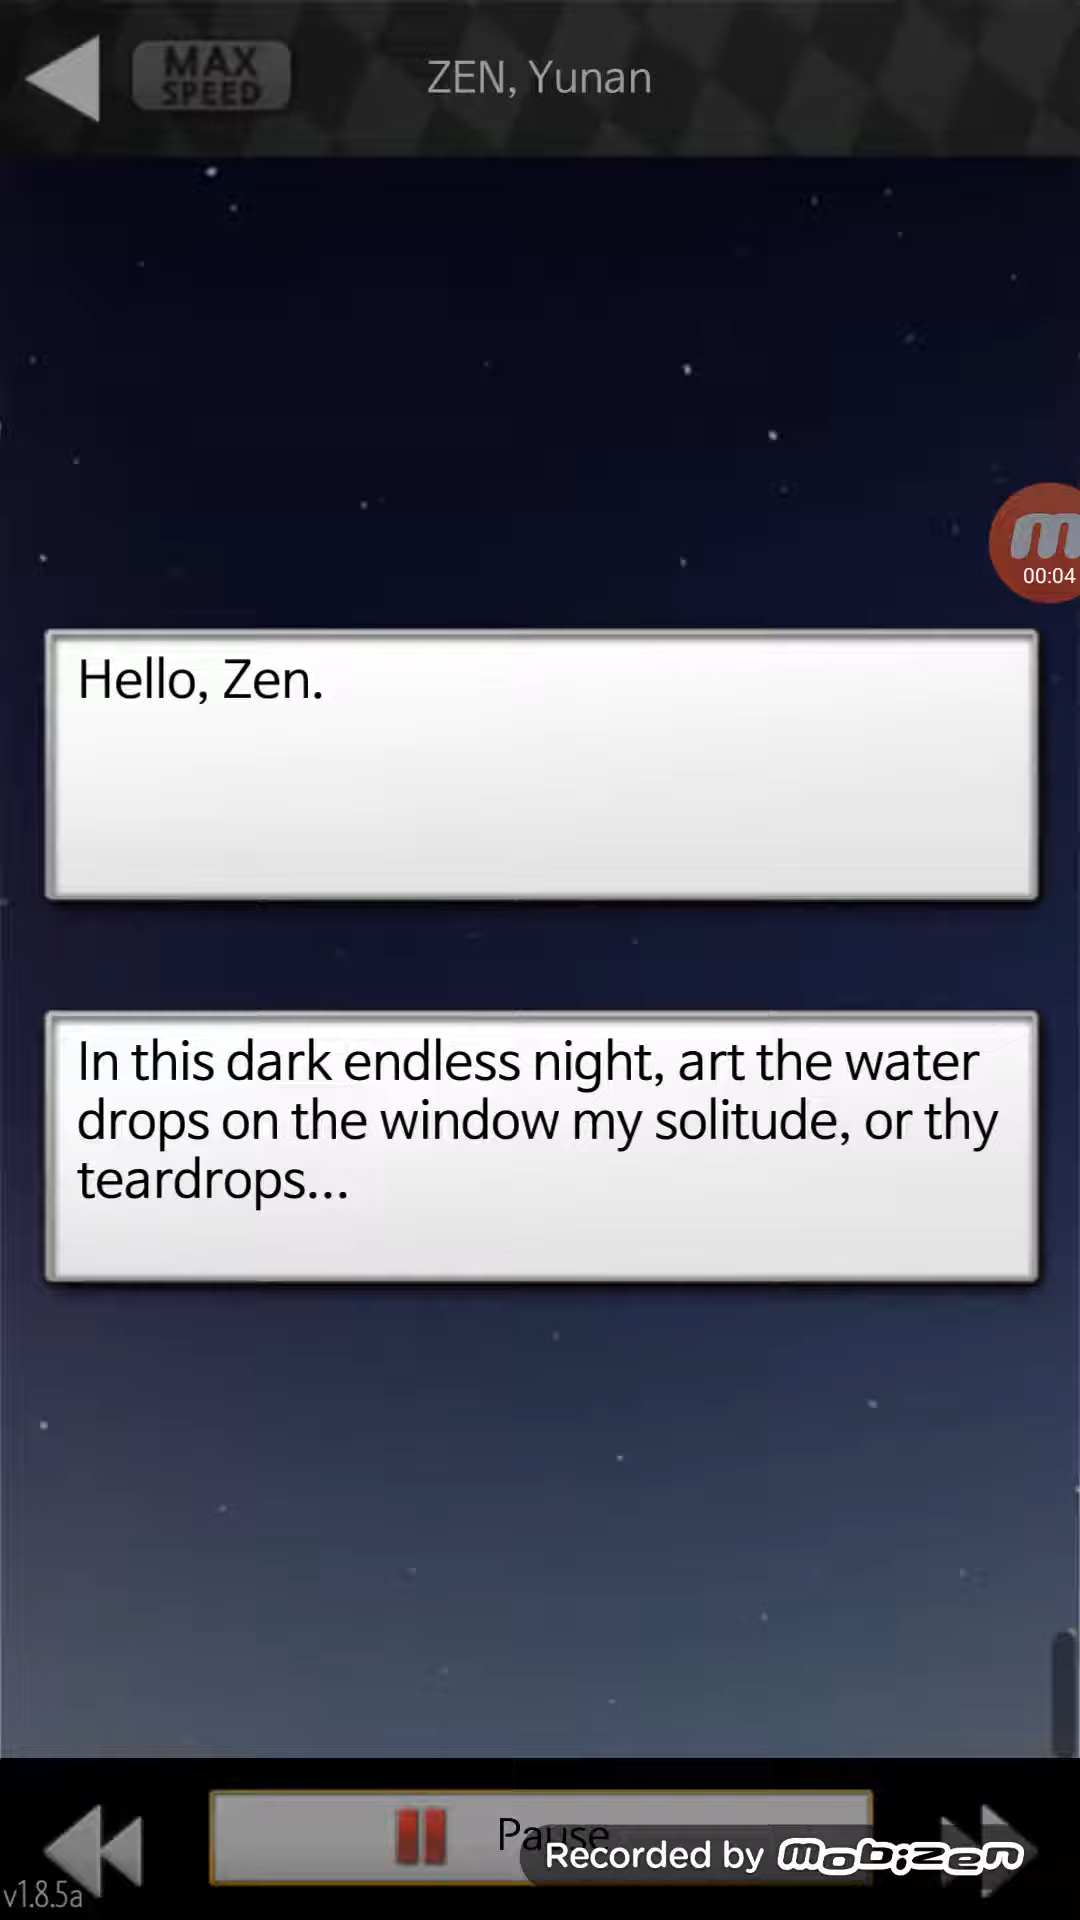 MAX
SPEED
ZEN, Yunan
m
00:04
Hello, Zen.
In this dark endless night, art the water
drops on the window my solitude, or thy
teardrops...
Pause
Recorded by mobizen
v1.8.5a